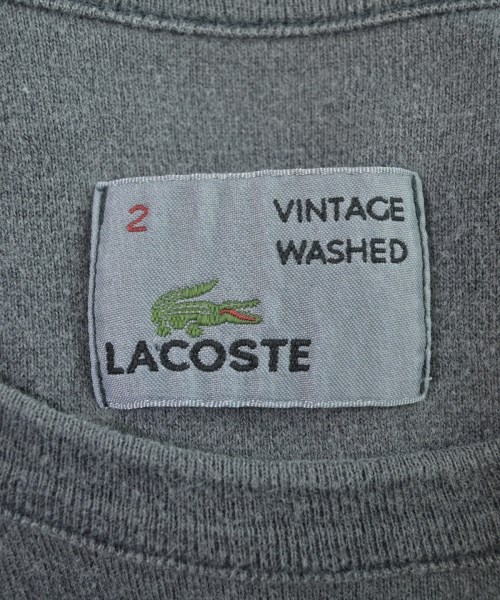 2
VINTAGE
WASHED
LACOSTE